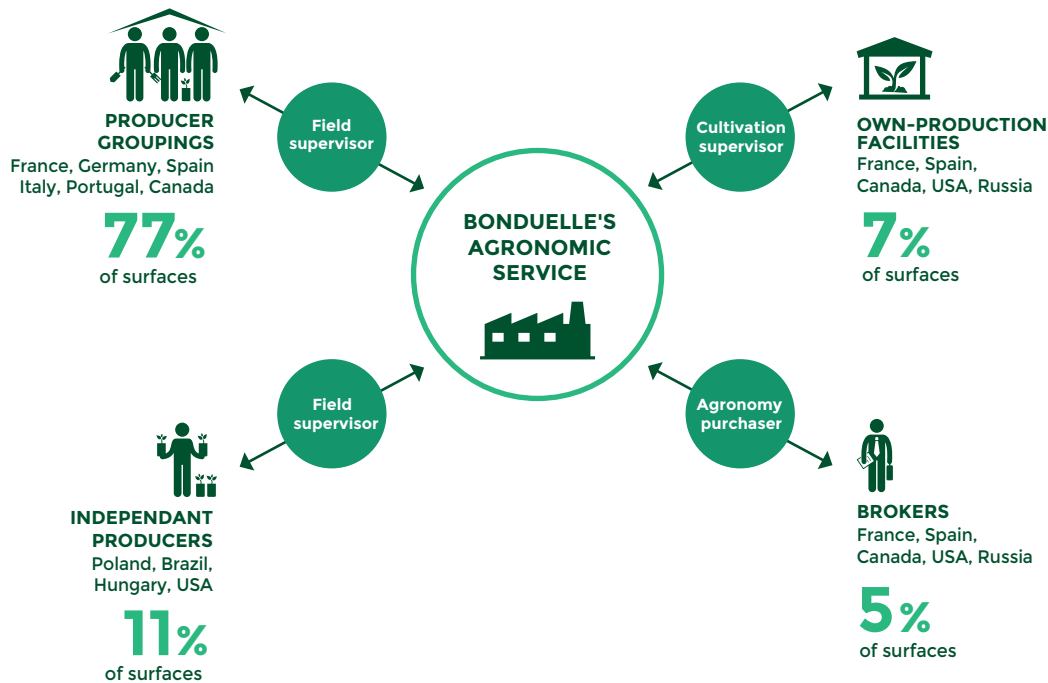 PRODUCER
GROUPINGS
France, Germany, Spain
Italy, Portugal, Canada
77%
of surfaces
Field
supervisor
Cultivation
supervisor
OWN-PRODUCTION
FACILITIES
France, Spain,
Canada, USA, Russia
7%
of surfaces
BONDUELLE'S
AGRONOMIC
SERVICE
Field
supervisor
Agronomy
purchaser
INDEPENDANT
PRODUCERS
Poland, Brazil,
Hungary, USA
11%
of surfaces
BROKERS
France, Spain,
Canada, USA, Russia
5%
of surfaces